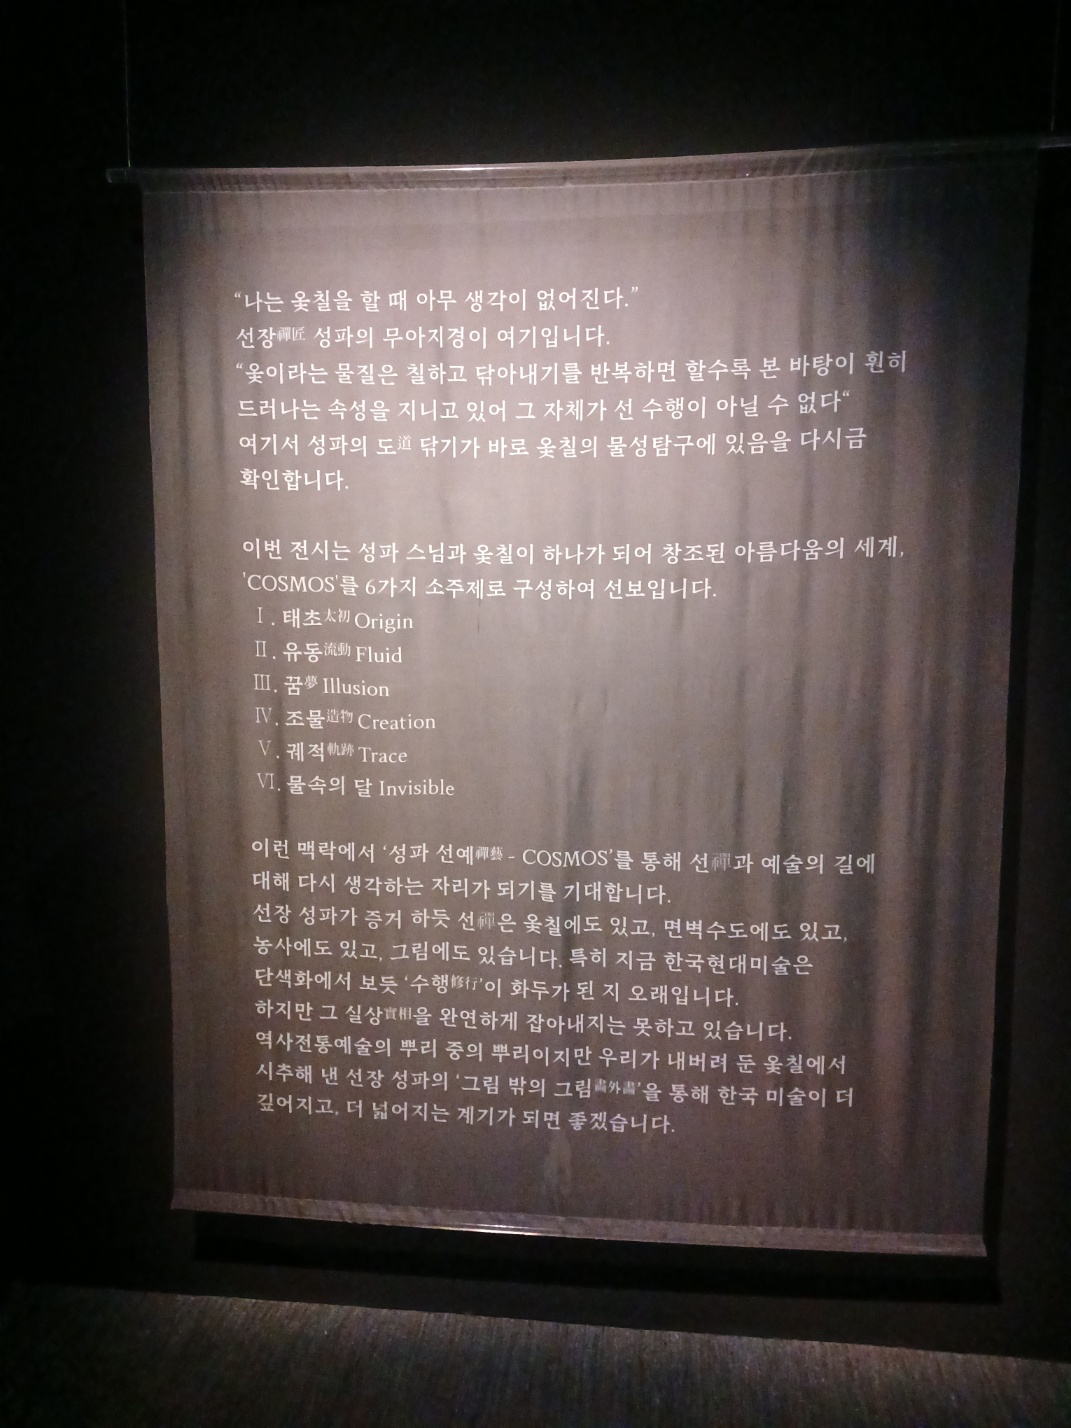 “나는 옻칠을 할 때 아무 생각이 없어진다.”
선장禪匠 성파의 무아지경이 여기입니다.
“옻이라는 물질은 칠하고 닦아내기를 반복하면 할수록 본 바탕이 훤히
드러나는 속성을 지니고 있어 그 자체가 선 수행이 아닐 수 없다“
여기서 성파의 도道 닦기가 바로 옻칠의 물성탐구에 있음을 다시금
확인합니다.
이번 전시는 성파 스님과 옻칠이 하나가 되어 창조된 아름다움의 세계,
'COSMOS'를 6가지 소주제로 구성하여 선보입니다.
Ⅰ. 태초太初 Origin
Ⅱ. 유동流動 Fluid
Ⅲ. 꿈夢 Illusion
Ⅳ. 조물造物 Creation
Ⅴ. 궤적軌跡 Trace
Ⅵ. 물속의 달 Invisible
이런 맥락에서 ‘성파 선예禪藝 - COSMOS’를 통해 선禪과 예술의 길에
대해 다시 생각하는 자리가 되기를 기대합니다.
선장 성파가 증거 하듯 선禪은 옻칠에도 있고, 면벽수도에도 있고,
농사에도 있고, 그림에도 있습니다. 특히 지금 한국현대미술은
단색화에서 보듯 ‘수행修行’이 화두가 된 지 오래입니다.
하지만 그 실상實相을 완연하게 잡아내지는 못하고 있습니다.
역사전통예술의 뿌리 중의 뿌리이지만 우리가 내버려 둔 옻칠에서
시추해 낸 선장 성파의 ‘그림 밖의 그림畵外畵’을 통해 한국 미술이 더
깊어지고, 더 넓어지는 계기가 되면 좋겠습니다.